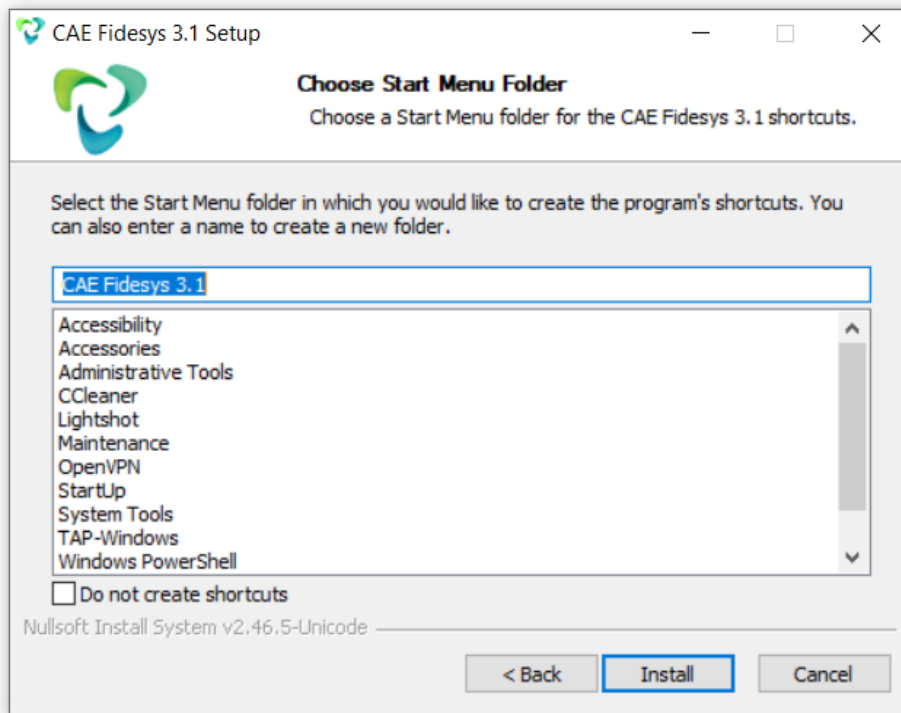 CAE Fidesys 3.1 Setup
Choose Start Menu Folder
Choose a Start Menu folder for the CAE Fidesys 3.1 shortcuts.
Select the Start Menu folder in which you would like to create the program's shortcuts. You
can also enter a name to create a new folder.
CAE Fidesys 3.1
Accessibility
Accessories
Administrative Tools
CCleaner
Lightshot
Maintenance
OpenVPN
StartUp
System Tools
TAP-Windows
Windows PowerShell
Do not create shortcuts
Nullsoft Install System v2.46.5-Unicode
< Back Install Cancel